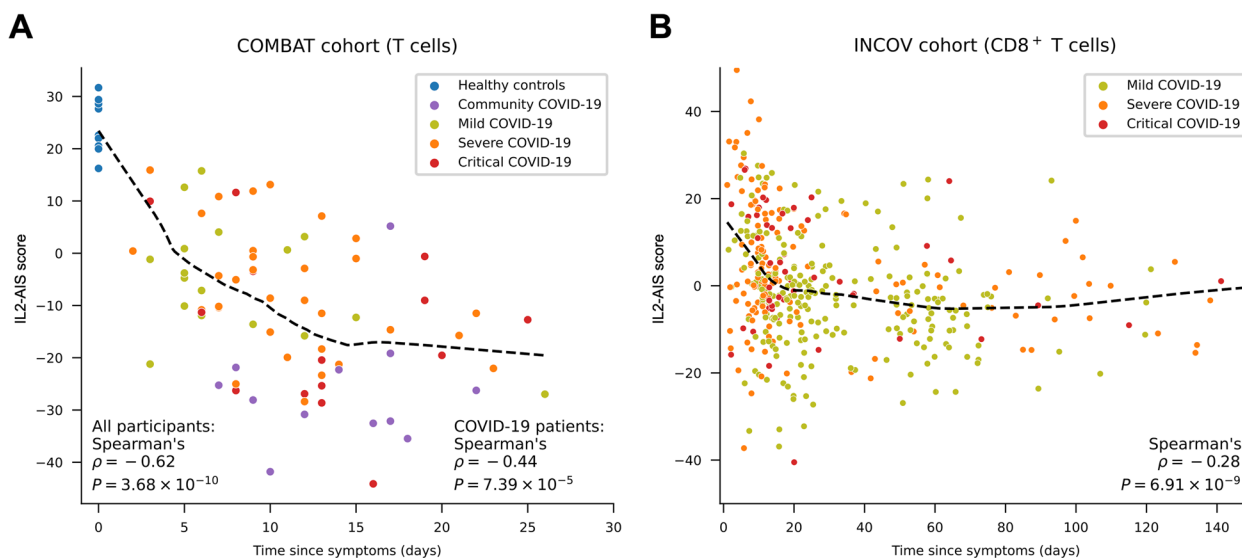 A
COMBAT cohort (T cells)
IL2-AIS score
30
20
10
0
−10
−20
−30
−40
Healthy controls
Community COVID-19
Mild COVID-19
Severe COVID-19
Critical COVID-19
All participants:
Spearman's
ρ = −0.62
P = 3.68 × 10⁻¹⁰
COVID-19 patients:
Spearman's
ρ = −0.44
P = 7.39 × 10⁻⁵
0 5 10 15 20 25 30
Time since symptoms (days)
B
INCOV cohort (CD8⁺ T cells)
IL2-AIS score
40
20
0
−20
−40
Mild COVID-19
Severe COVID-19
Critical COVID-19
Spearman's
ρ = −0.28
P = 6.91 × 10⁻⁹
0 20 40 60 80 100 120 140
Time since symptoms (days)